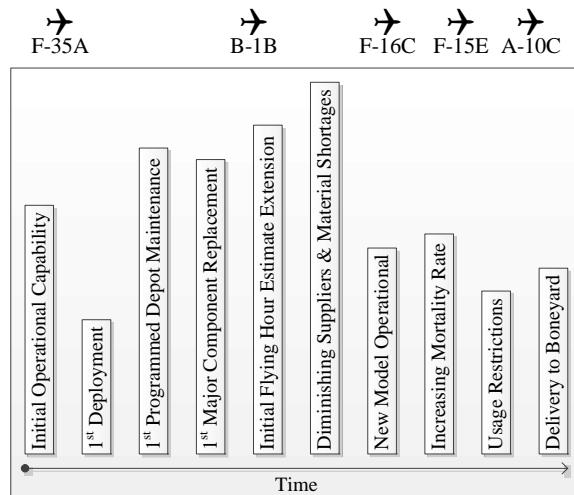 F-35A B-1B F-16C F-15E A-10C
Initial Operational Capability
1st Deployment
1st Programmed Depot Maintenance
1st Major Component Replacement
Initial Flying Hour Estimate Extension
Diminishing Suppliers & Material Shortages
New Model Operational
Increasing Mortality Rate
Usage Restrictions
Delivery to Boneyard
Time